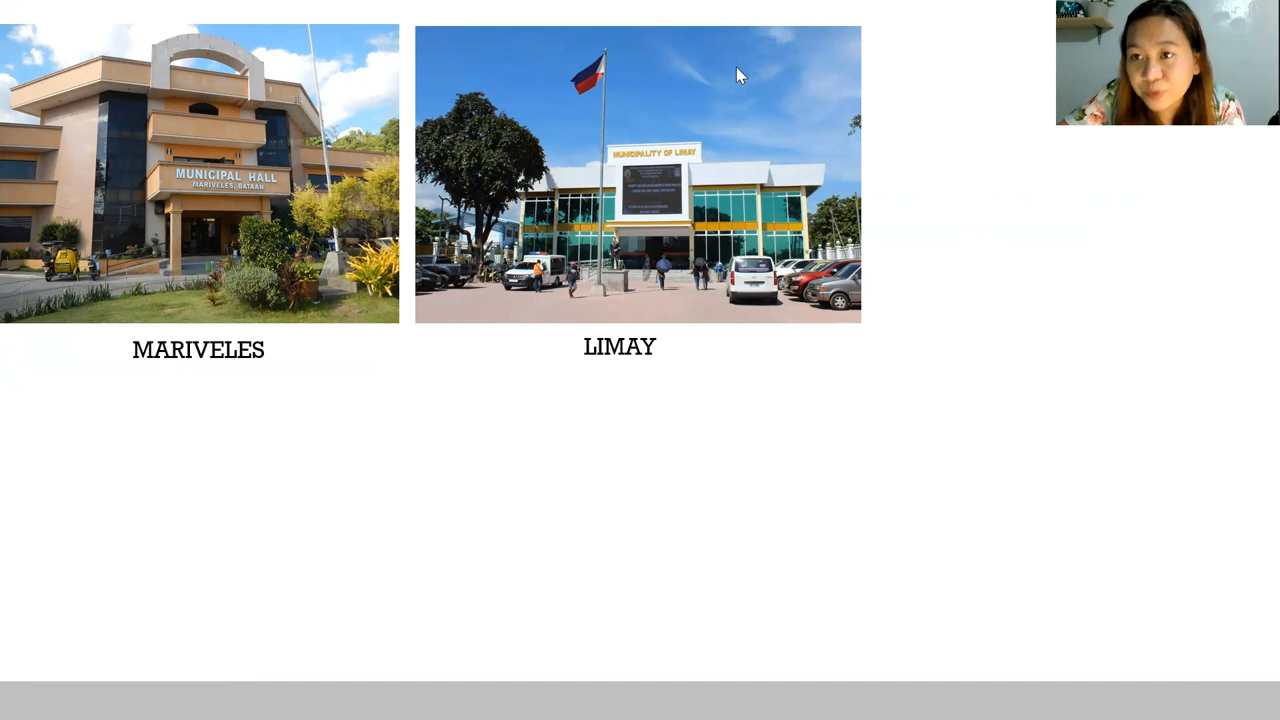 MUNICIPAL HALL
MARIVELES, BATAAN
MUNICIPALITY OF LIMAY
MARIVELES
LIMAY